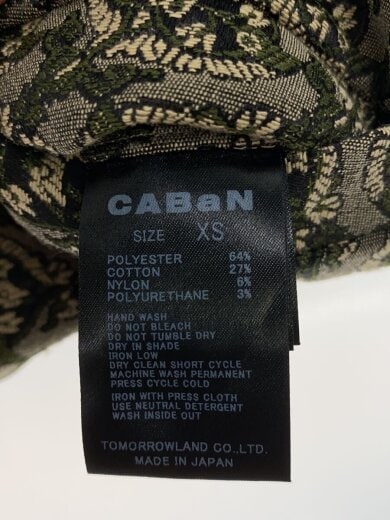 CABaN
SIZE XS
POLYESTER 64%
COTTON 27%
NYLON 6%
POLYURETHANE 3%
HAND WASH
DO NOT BLEACH
DO NOT TUMBLE DRY
DRY IN SHADE
IRON LOW
DRY CLEAN SHORT CYCLE
MACHINE WASH PERMANENT
PRESS CYCLE COLD
IRON WITH PRESS CLOTH
USE NEUTRAL DETERGENT
WASH INSIDE OUT
TOMORROWLAND CO.,LTD.
MADE IN JAPAN